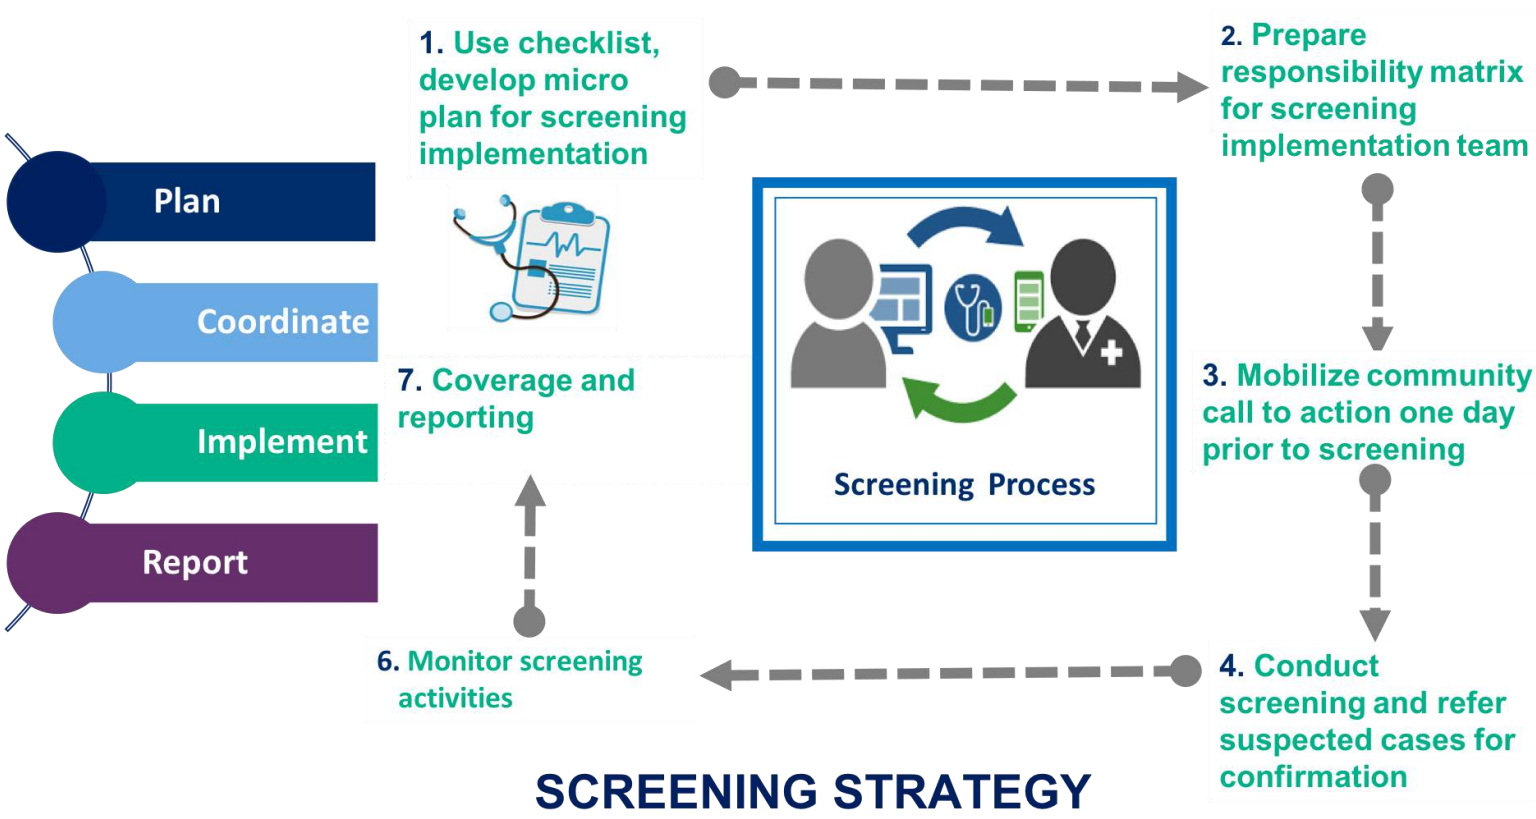 1. Use checklist,
develop micro
plan for screening
implementation
2. Prepare
responsibility matrix
for screening
implementation team
Plan
Coordinate
Implement
Report
7. Coverage and
reporting
Screening Process
3. Mobilize community
call to action one day
prior to screening
6. Monitor screening
activities
4. Conduct
screening and refer
suspected cases for
confirmation
SCREENING STRATEGY